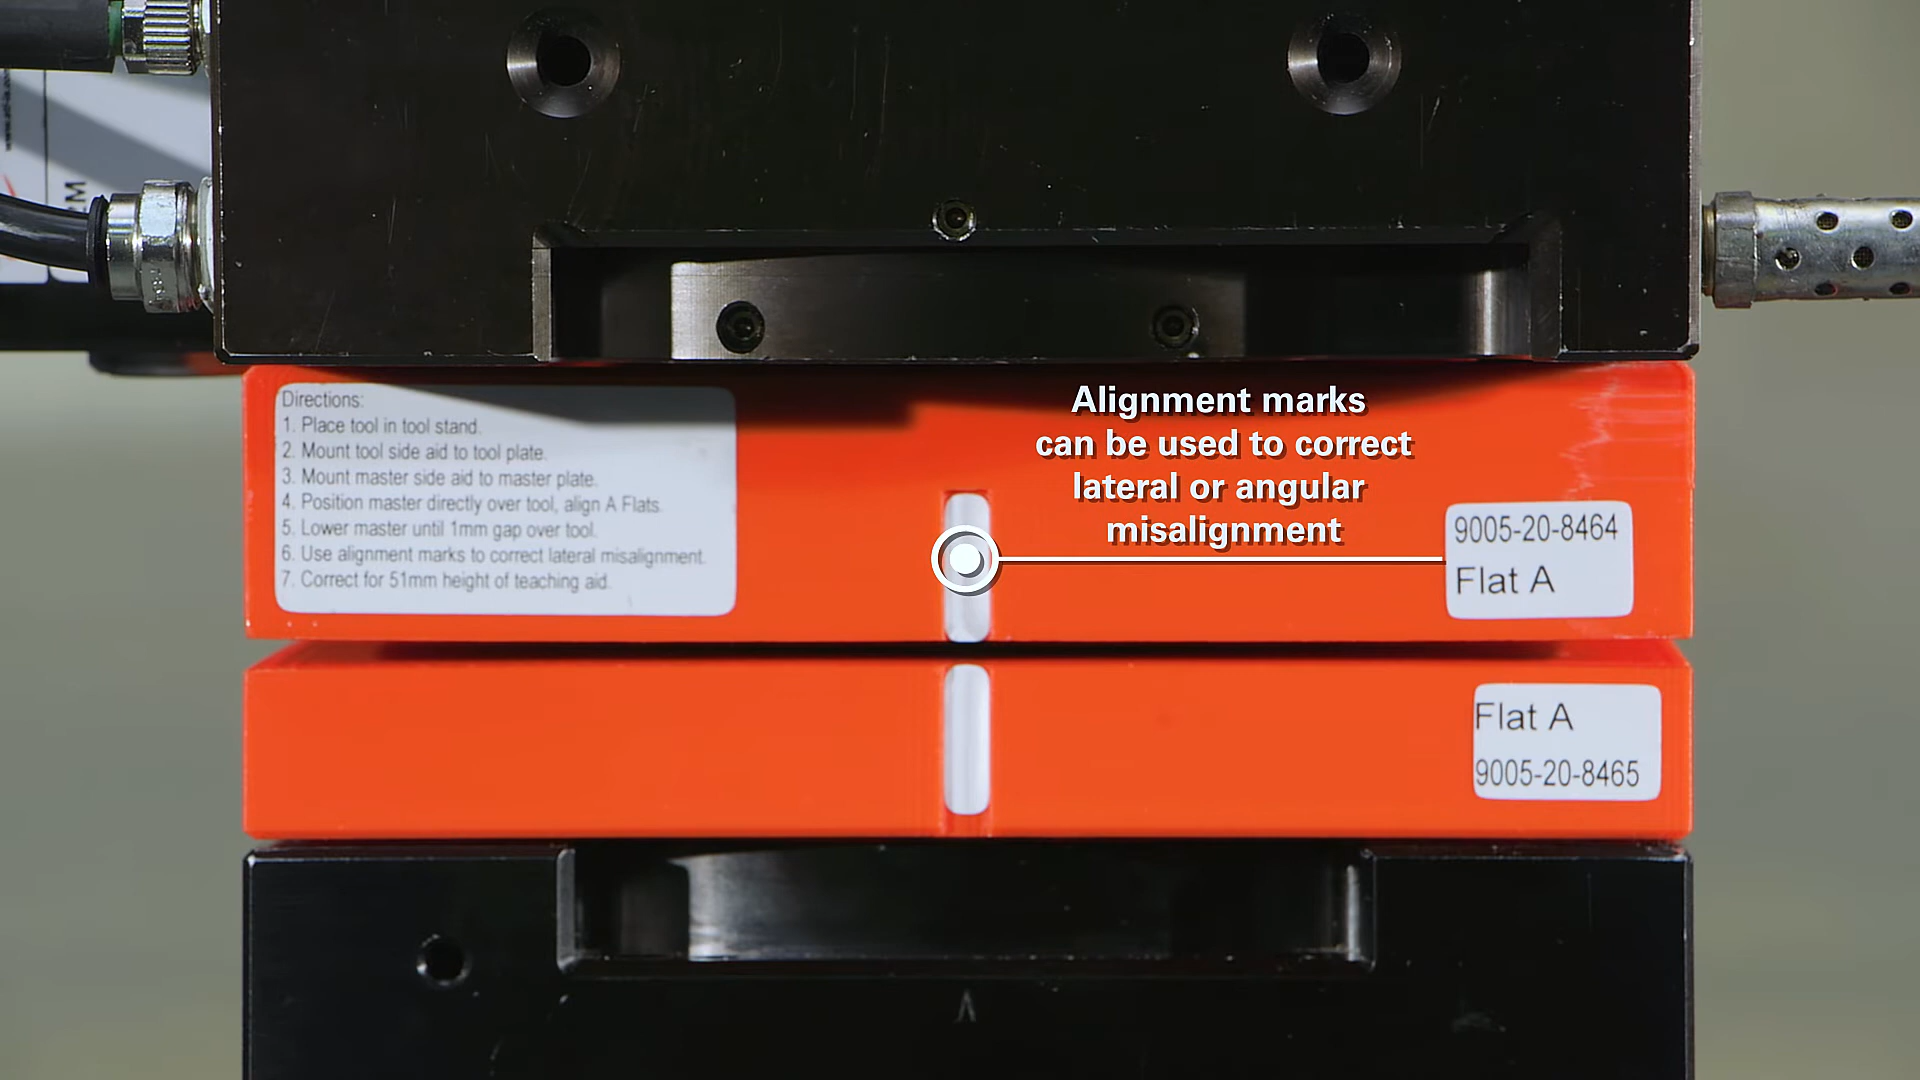 Directions:
1. Place tool in tool stand.
2. Mount tool side aid to tool plate.
3. Mount master side aid to master plate.
4. Position master directly over tool, align A Flats.
5. Lower master until 1mm gap over tool.
6. Use alignment marks to correct lateral misalignment.
7. Correct for 51mm height of teaching aid.
Alignment marks
can be used to correct
lateral or angular
misalignment
9005-20-8464
Flat A
Flat A
9005-20-8465